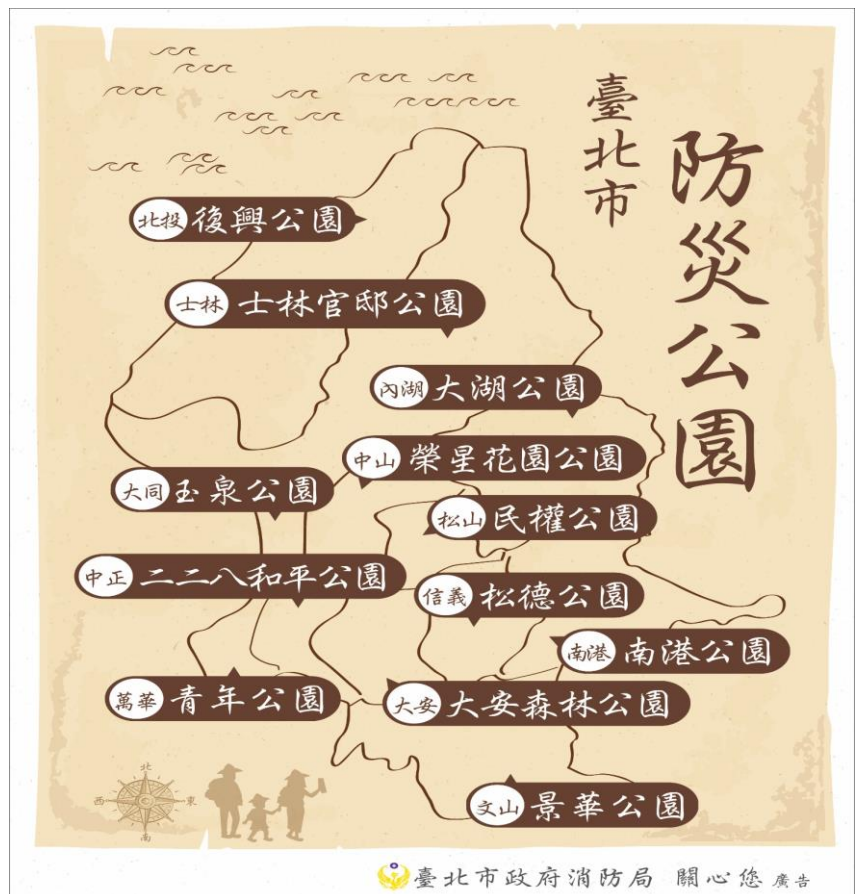 臺北市
防災公園
北投 復興公園
士林 士林官邸公園
內湖 大湖公園
中山 榮星花園公園
大同 玉泉公園
松山 民權公園
中正 二二八和平公園
信義 松德公園
南港 南港公園
萬華 青年公園
大安 大安森林公園
文山 景華公園
北
西 東
南
臺北市政府消防局 關心您 廣告